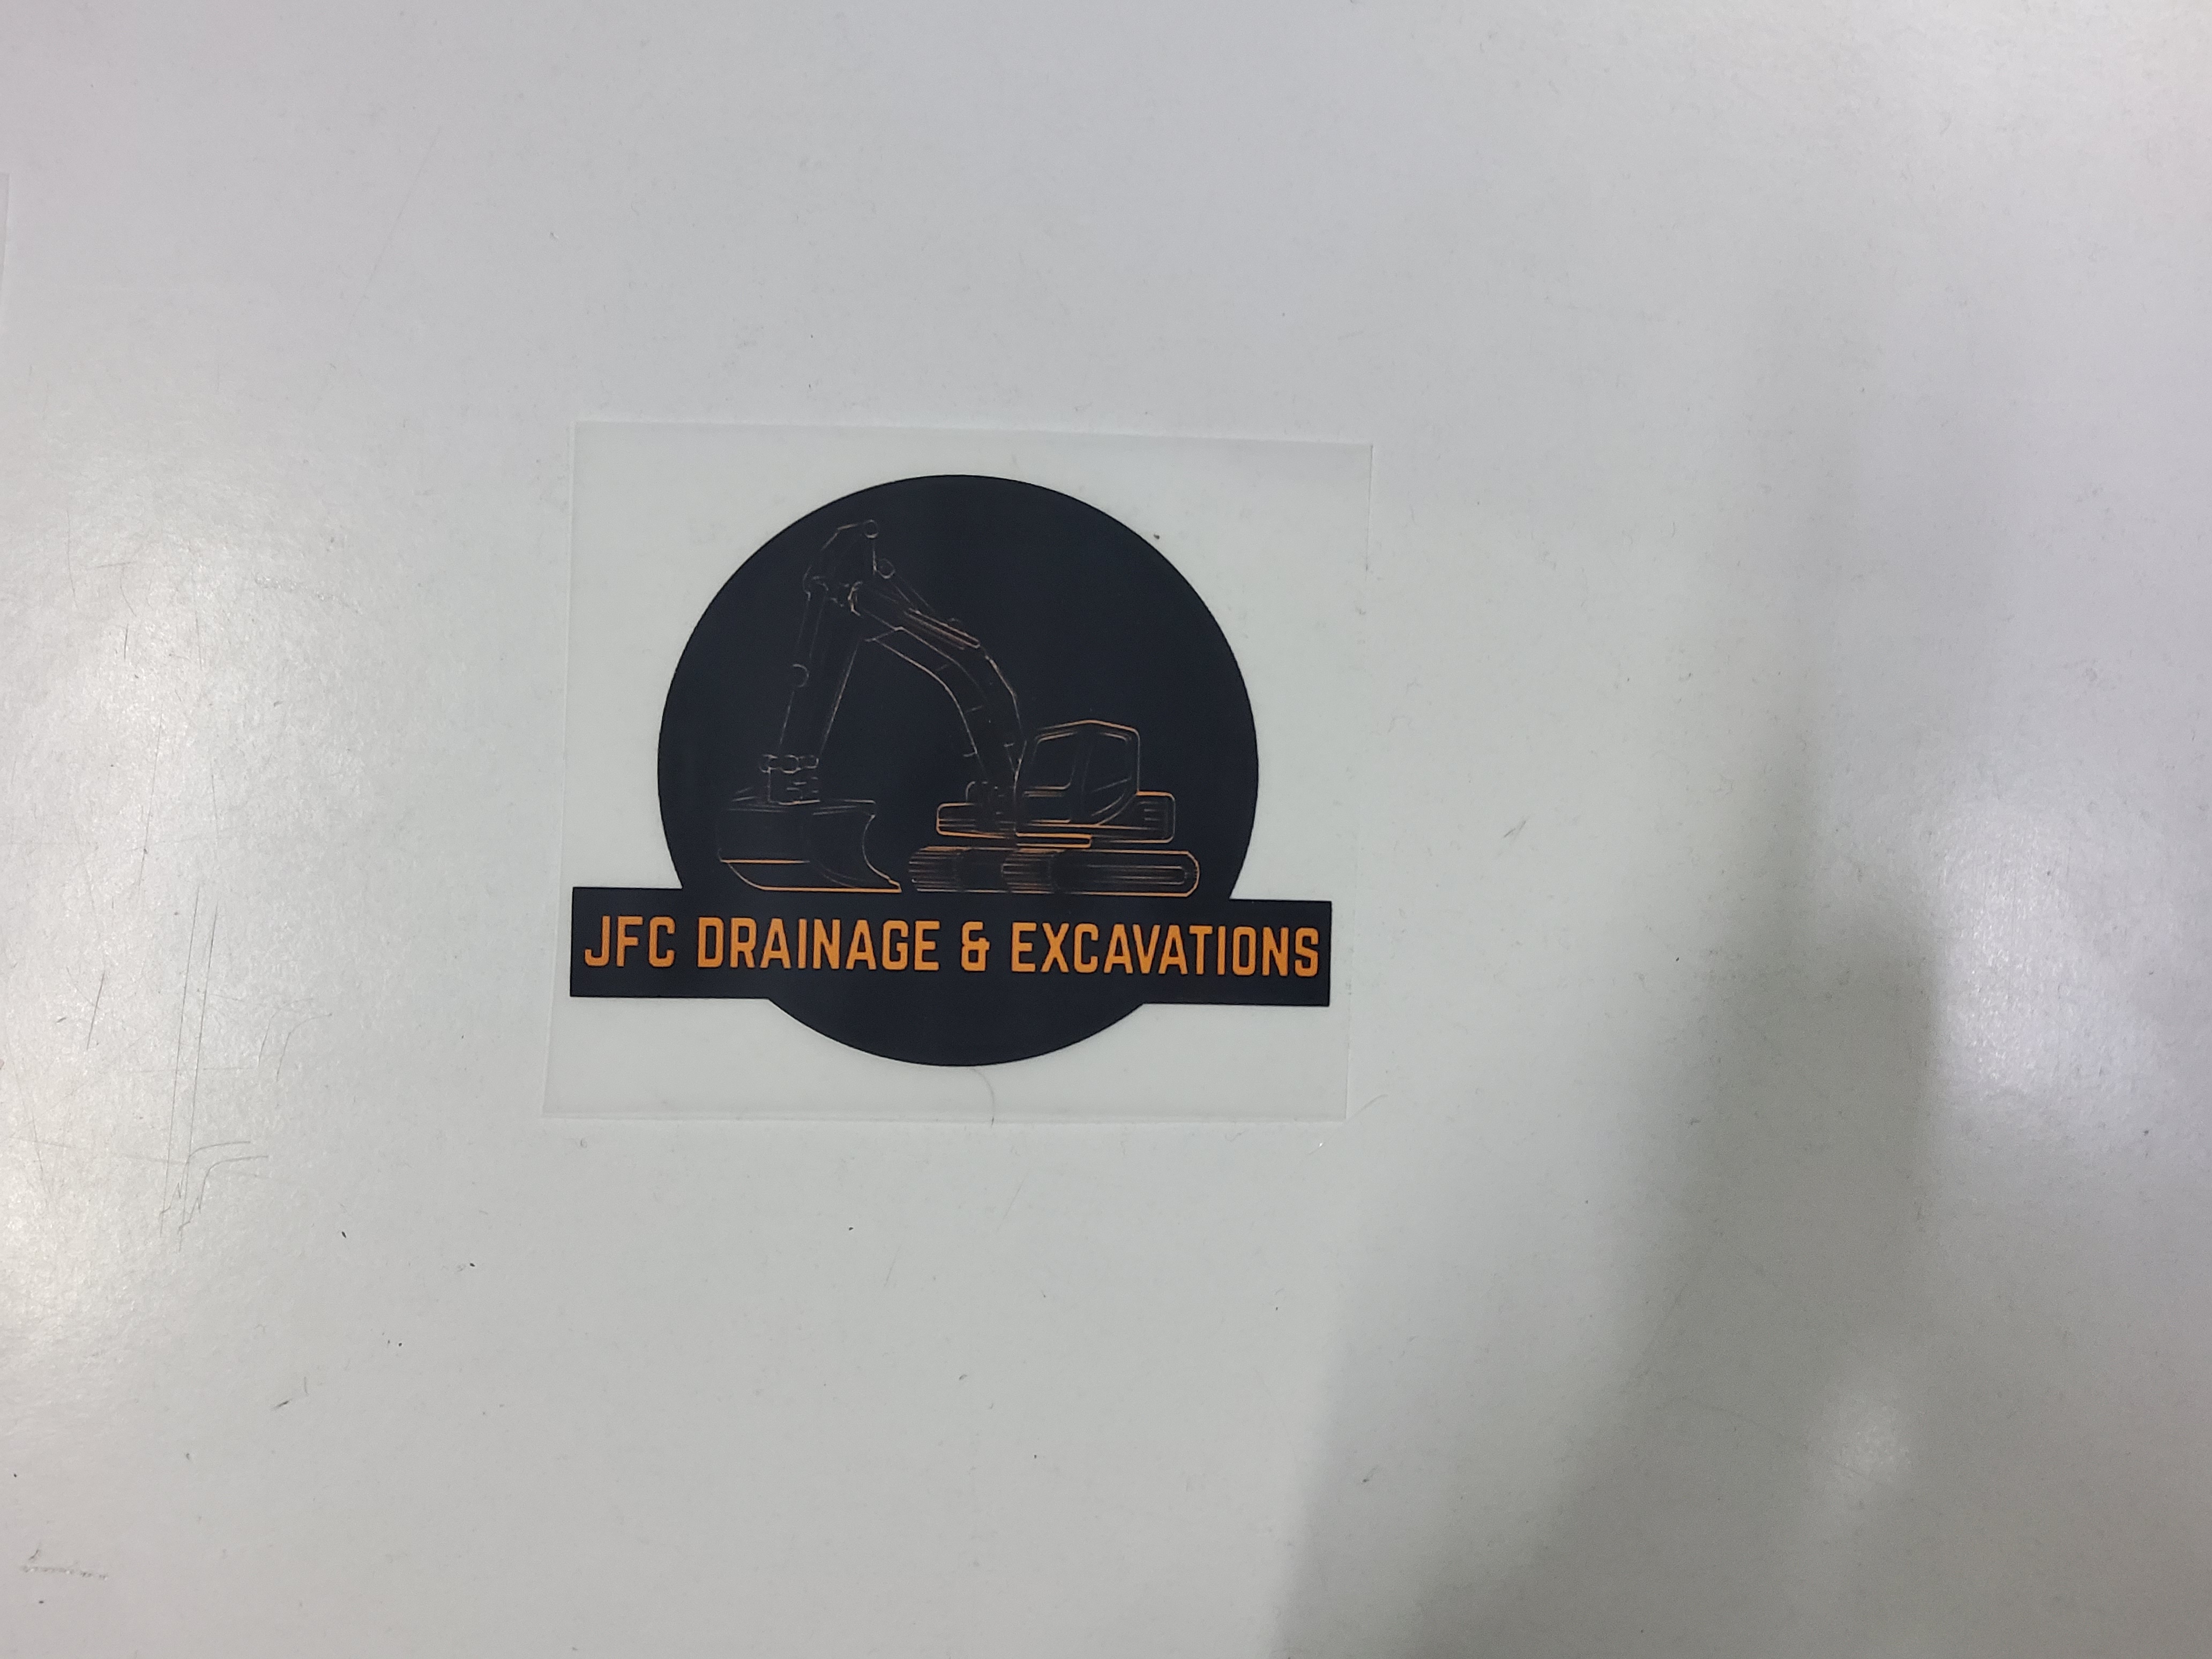 JFC DRAINAGE & EXCAVATIONS